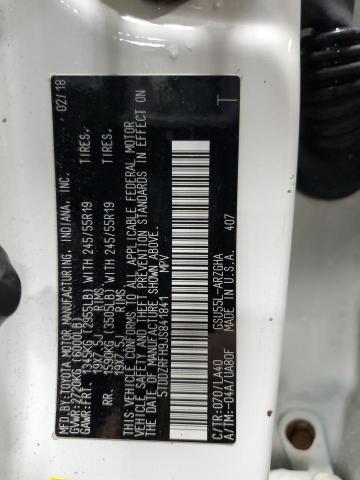 MFD. BY: TOYOTA MOTOR MANUFACTURING, INDIANA, INC. 02/18
GVWR: 2720KG (6000LB)
GAWR: FRT. 1345KG (2965LB) WITH 245/55R19 TIRES,
19X7.5J RIMS,
RR. 1590KG (3505LB) WITH 245/55R19 TIRES,
19X7.5J RIMS,
THIS VEHICLE CONFORMS TO ALL APPLICABLE FEDERAL MOTOR
VEHICLE SAFETY AND THEFT PREVENTION STANDARDS IN EFFECT ON
THE DATE OF MANUFACTURE SHOWN ABOVE.
5TDDZRFH9JS841841 MPV
C/TR: 070/LA40 GSU55L-ARZGHA
A/TM: -04A/UA80F MADE IN U.S.A. 407
T